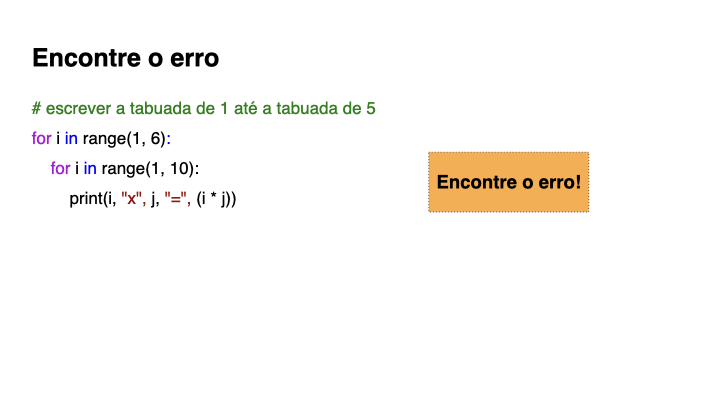 Encontre o erro
# escrever a tabuada de 1 até a tabuada de 5
for i in range(1, 6):
for i in range(1, 10):
print(i, "x", j, "=", (i * j))
Encontre o erro!